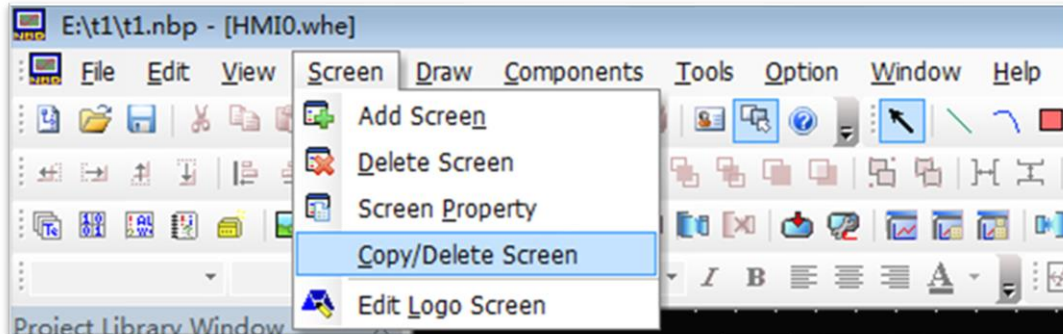 E:\t1\t1.nbp - [HMI0.whe]
File Edit View Screen Draw Components Tools Option Window Help
Add Screen
Delete Screen
Screen Property
Copy/Delete Screen
I B A
Edit Logo Screen
Project Library Window